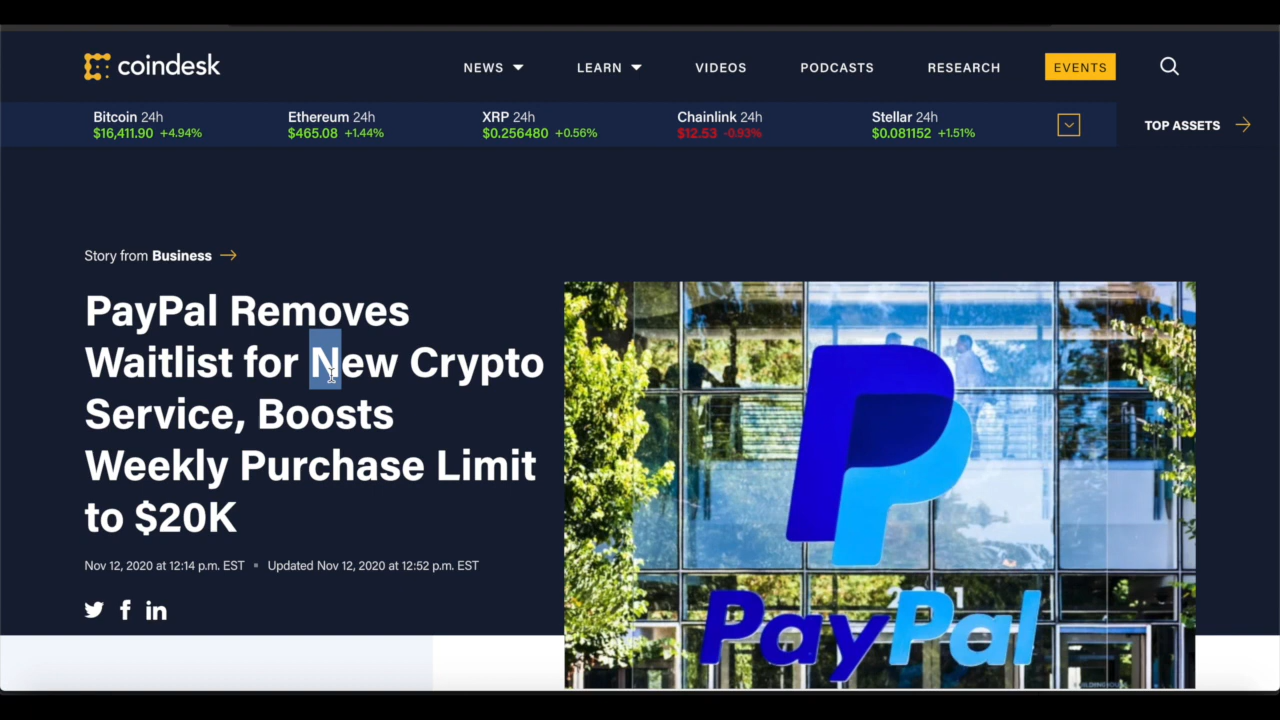 coindesk
NEWS
LEARN
VIDEOS
PODCASTS
RESEARCH
EVENTS
Bitcoin 24h
$16,411.90 +4.94%
Ethereum 24h
$465.08 +1.44%
XRP 24h
$0.256480 +0.56%
Chainlink 24h
$12.53 -0.93%
Stellar 24h
$0.081152 +1.51%
TOP ASSETS
Story from Business
PayPal Removes
Waitlist for New Crypto
Service, Boosts
Weekly Purchase Limit
to $20K
Nov 12, 2020 at 12:14 p.m. EST ▪ Updated Nov 12, 2020 at 12:52 p.m. EST
2211
PayPal